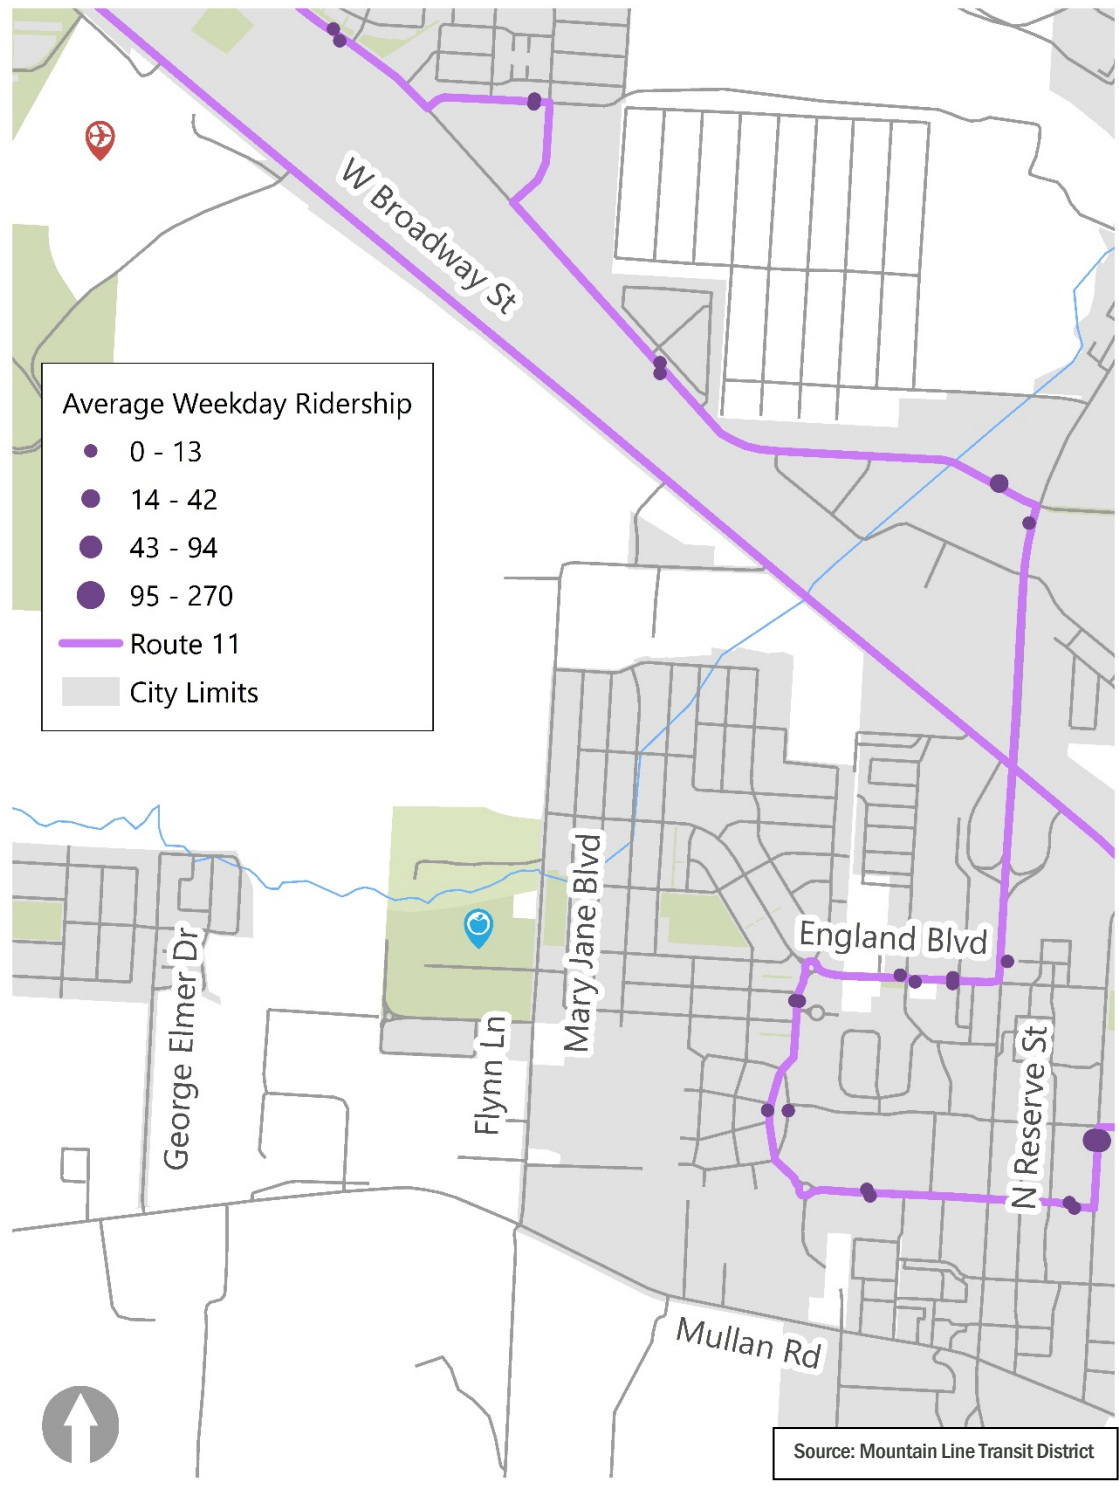 W Broadway St
Average Weekday Ridership
0 - 13
14 - 42
43 - 94
95 - 270
Route 11
City Limits
Mary Jane Blvd
England Blvd
George Elmer Dr
Flynn Ln
N Reserve St
Mullan Rd
Source: Mountain Line Transit District